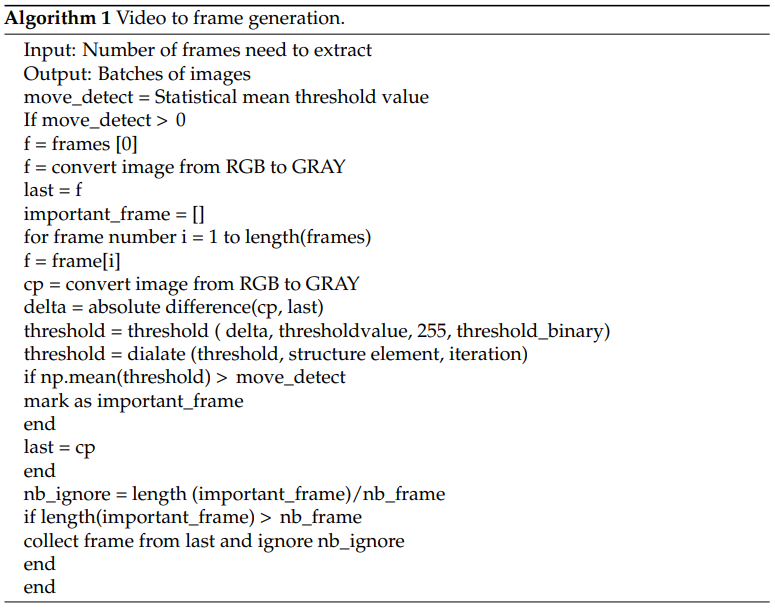 Algorithm 1 Video to frame generation.
Input: Number of frames need to extract
Output: Batches of images
move_detect = Statistical mean threshold value
If move_detect > 0
f = frames [0]
f = convert image from RGB to GRAY
last = f
important_frame = []
for frame number i = 1 to length(frames)
f = frame[i]
cp = convert image from RGB to GRAY
delta = absolute difference(cp, last)
threshold = threshold ( delta, thresholdvalue, 255, threshold_binary)
threshold = dialate (threshold, structure element, iteration)
if np.mean(threshold) > move_detect
mark as important_frame
end
last = cp
end
nb_ignore = length (important_frame)/nb_frame
if length(important_frame) > nb_frame
collect frame from last and ignore nb_ignore
end
end